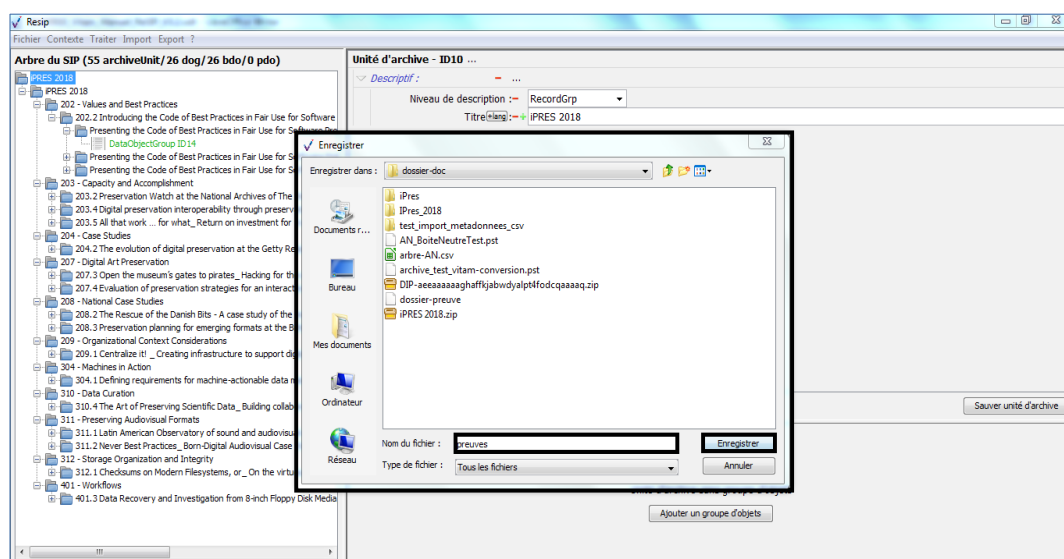 Resip
Fichier Contexte Traiter Import Export ?
Arbre du SIP (55 archiveUnit/26 dog/26 bdo/0 pdo)
iPRES 2018
iPRES 2018
202 - Values and Best Practices
202.2 Introducing the Code of Best Practices in Fair Use for Software
Presenting the Code of Best Practices in Fair Use for Software Pre
DataObjectGroup ID14
Presenting the Code of Best Practices in Fair Use for S
Presenting the Code of Best Practices in Fair Use for S
203 - Capacity and Accomplishment
203.2 Preservation Watch at the National Archives of The
203.4 Digital preservation interoperability through preserv
203.5 All that work ... for what_ Return on investment for
204 - Case Studies
204.2 The evolution of digital preservation at the Getty Re
207 - Digital Art Preservation
207.3 Open the museum's gates to pirates_ Hacking for th
207.4 Evaluation of preservation strategies for an interact
208 - National Case Studies
208.2 The Rescue of the Danish Bits - A case study of the
208.3 Preservation planning for emerging formats at the B
209 - Organizational Context Considerations
209.1 Centralize it! _ Creating infrastructure to support dig
304 - Machines in Action
304.1 Defining requirements for machine-actionable data m
310 - Data Curation
310.4 The Art of Preserving Scientific Data_ Building collab
311 - Preserving Audiovisual Formats
311.1 Latin American Observatory of sound and audiovisu
311.2 Never Best Practices_ Born-Digital Audiovisual Case
312 - Storage Organization and Integrity
312.1 Checksums on Modern Filesystems, or_ On the virtu
401 - Workflows
401.3 Data Recovery and Investigation from 8-inch Floppy Disk Media
Unité d'archive - ID10 ...
Descriptif : - ...
Niveau de description :- RecordGrp
Titre +lang :-+ iPRES 2018
Enregistrer
Enregistrer dans : dossier-doc
Documents r...
Bureau
Mes documents
Ordinateur
Réseau
iPres
IPres_2018
test_import_metadonnees_csv
AN_BoiteNeutreTest.pst
arbre-AN.csv
archive_test_vitam-conversion.pst
DIP-aeeaaaaaaghaffkjabwdyalpt4fodcqaaaaq.zip
dossier-preuve
iPRES 2018.zip
Nom du fichier : preuves
Enregistrer
Type de fichier : Tous les fichiers
Annuler
Sauver unité d'archive
Ajouter un groupe d'objets